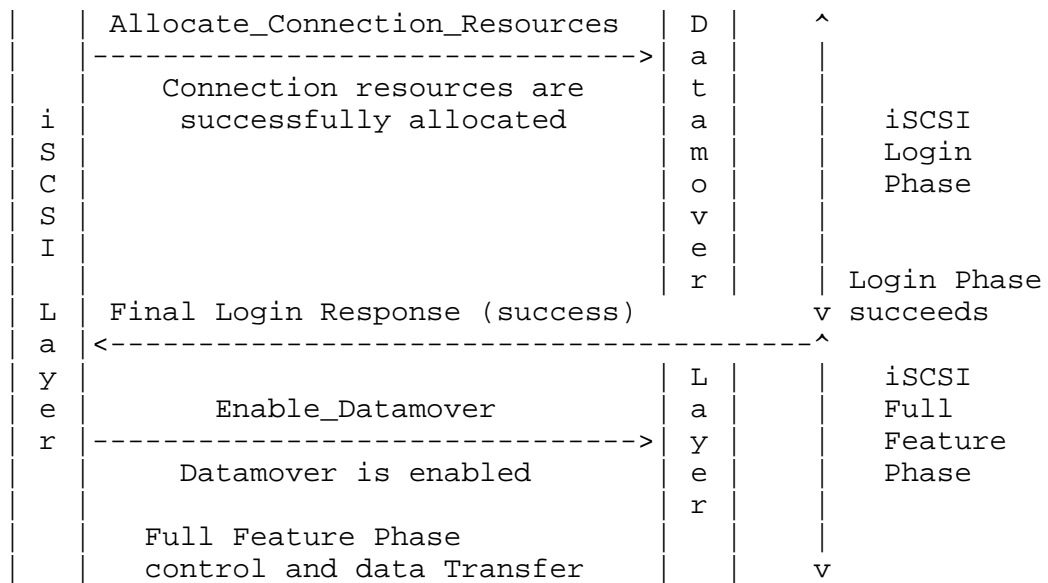 |   | Allocate_Connection_Resources | D |    ^
|   |------------------------------->| a |    |
|   |    Connection resources are    | t |    |
| i |     successfully allocated     | a |    |   iSCSI
| S |                                | m |    |   Login
| C |                                | o |    |   Phase
| S |                                | v |    |
| I |                                | e |    |
|   |                                | r |    | Login Phase
| L | Final Login Response (success)          v succeeds
| a |<----------------------------------------^
| y |                                | L |    |   iSCSI
| e |       Enable_Datamover         | a |    |   Full
| r |------------------------------->| y |    |   Feature
|   |     Datamover is enabled       | e |    |   Phase
|   |                                | r |    |
|   |   Full Feature Phase           |   |    |
|   |   control and data Transfer    |   |    v